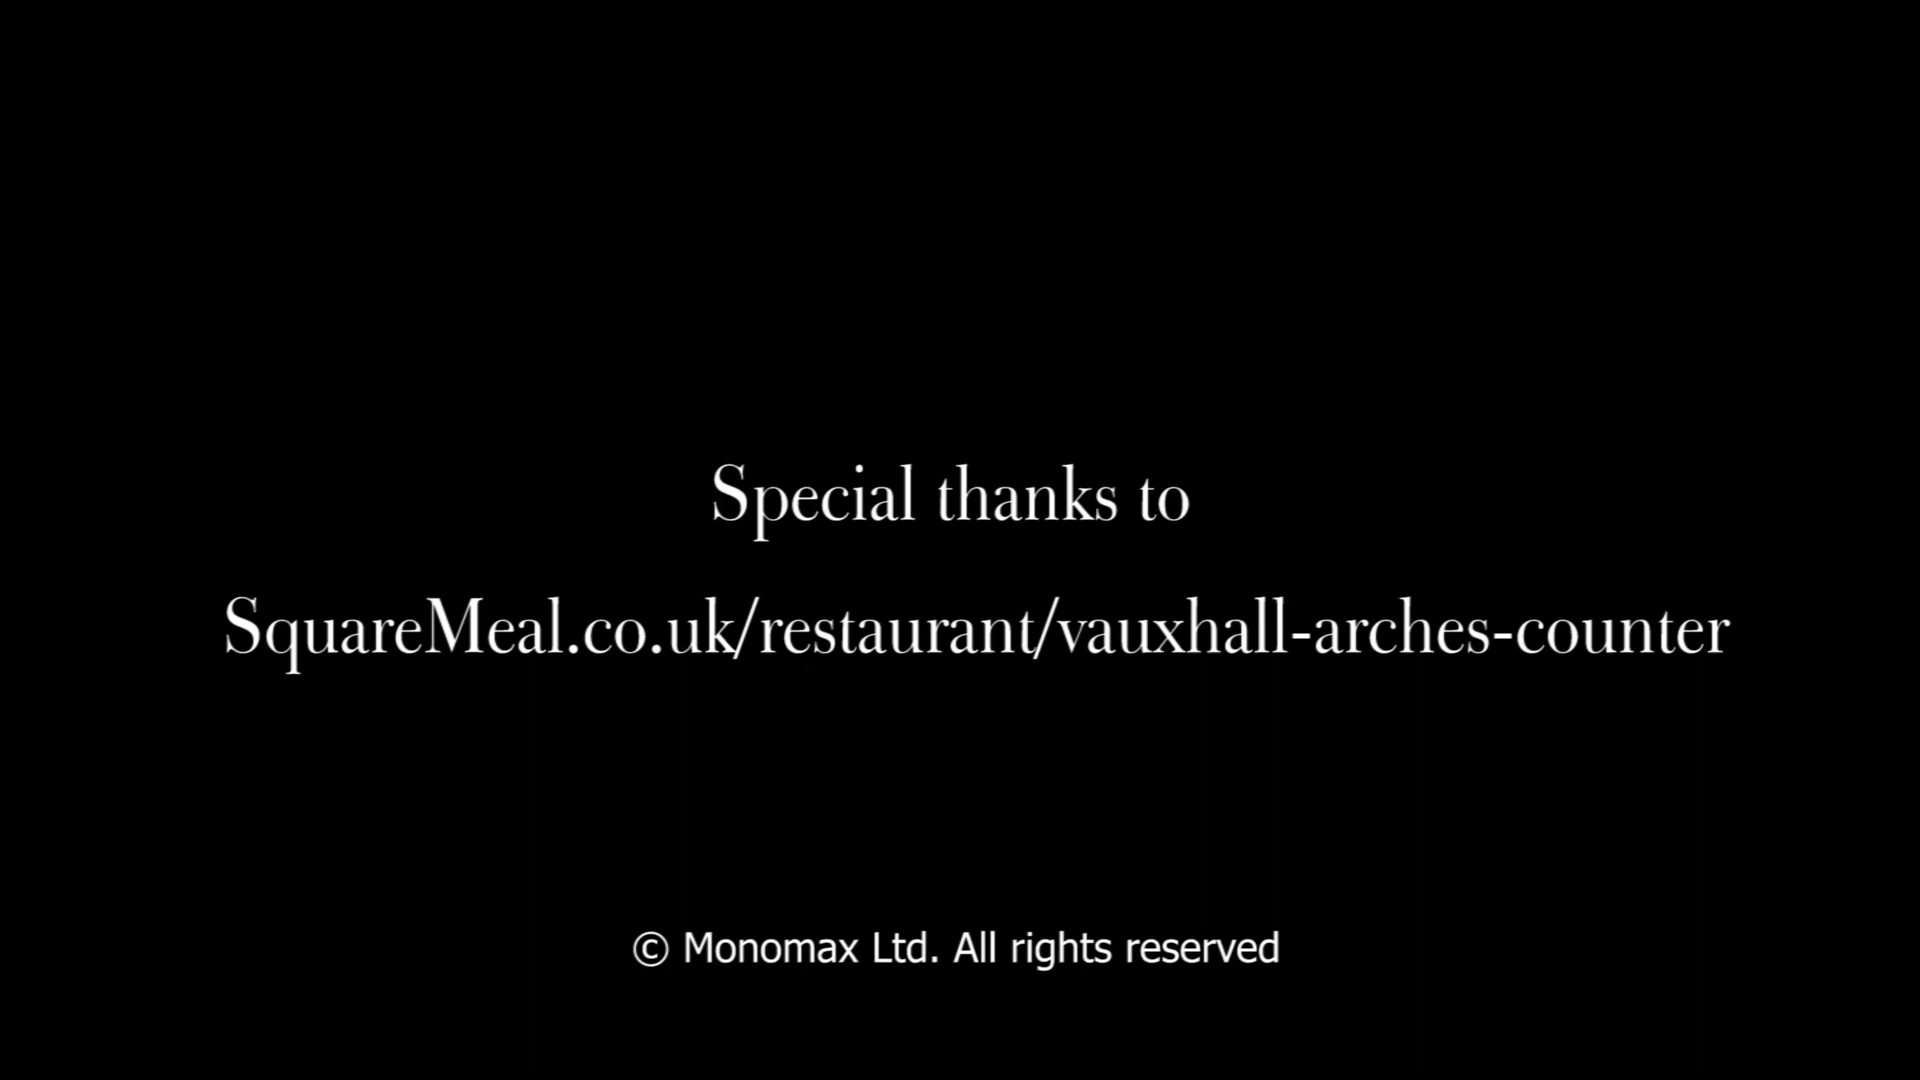 Special thanks to
SquareMeal.co.uk/restaurant/vauxhall-arches-counter
© Monomax Ltd. All rights reserved